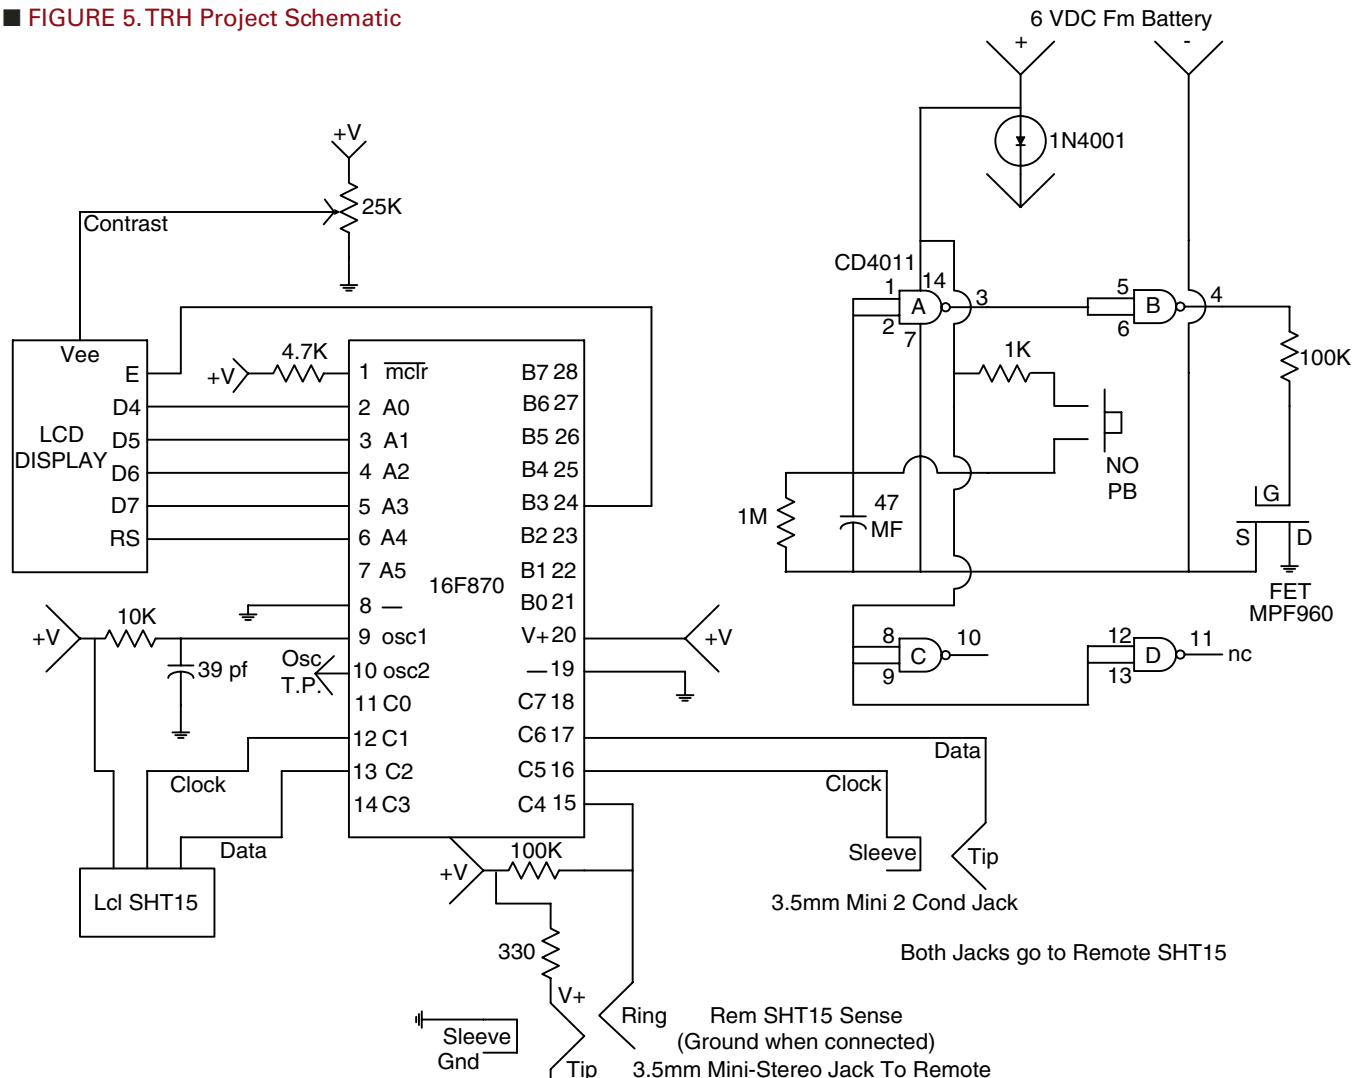 ■ FIGURE 5. TRH Project Schematic
6 VDC Fm Battery
+
-
1N4001
+V
25K
Contrast
CD4011
1
2
14
A
7
3
5
6
B
4
100K
1K
NO
PB
1M
47
MF
G
S
D
FET
MPF960
Vee
E
D4
D5
D6
D7
RS
LCD
DISPLAY
+V
4.7K
1 mclr
2 A0
3 A1
4 A2
5 A3
6 A4
7 A5
8 —
9 osc1
10 osc2
11 C0
12 C1
13 C2
14 C3
16F870
B7 28
B6 27
B5 26
B4 25
B3 24
B2 23
B1 22
B0 21
V+ 20
— 19
C7 18
C6 17
C5 16
C4 15
+V
10K
39 pf
Osc
T.P.
+V
8
9
C
10
12
13
D
11
nc
Clock
Data
Lcl SHT15
Data
Clock
Sleeve
Tip
3.5mm Mini 2 Cond Jack
Both Jacks go to Remote SHT15
+V
100K
330
V+
Sleeve
Gnd
Tip
Ring
Rem SHT15 Sense
(Ground when connected)
3.5mm Mini-Stereo Jack To Remote